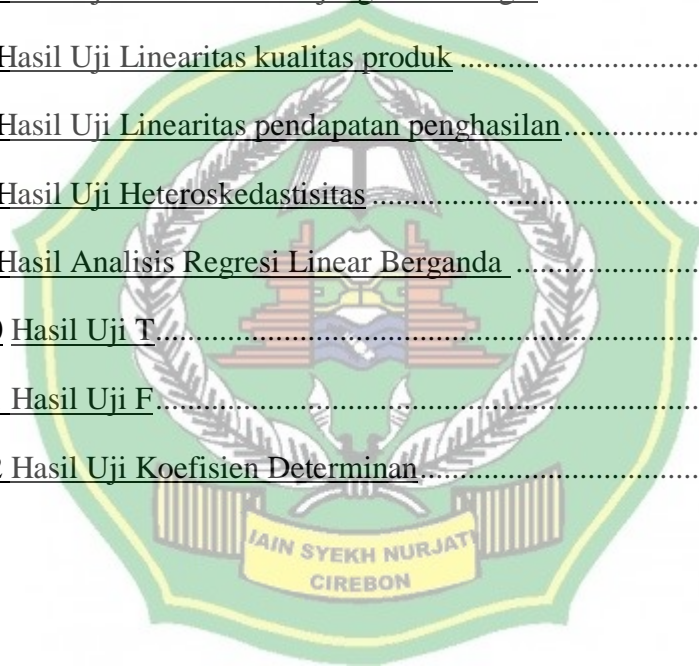 Hasil Uji Linearitas kualitas produk ................................
Hasil Uji Linearitas pendapatan penghasilan..................
Hasil Uji Heteroskedastisitas ............................................
Hasil Analisis Regresi Linear Berganda ........................
Hasil Uji T..........................................................................
Hasil Uji F..........................................................................
Hasil Uji Koefisien Determinan......................................
IAIN SYEKH NURJATI
CIREBON